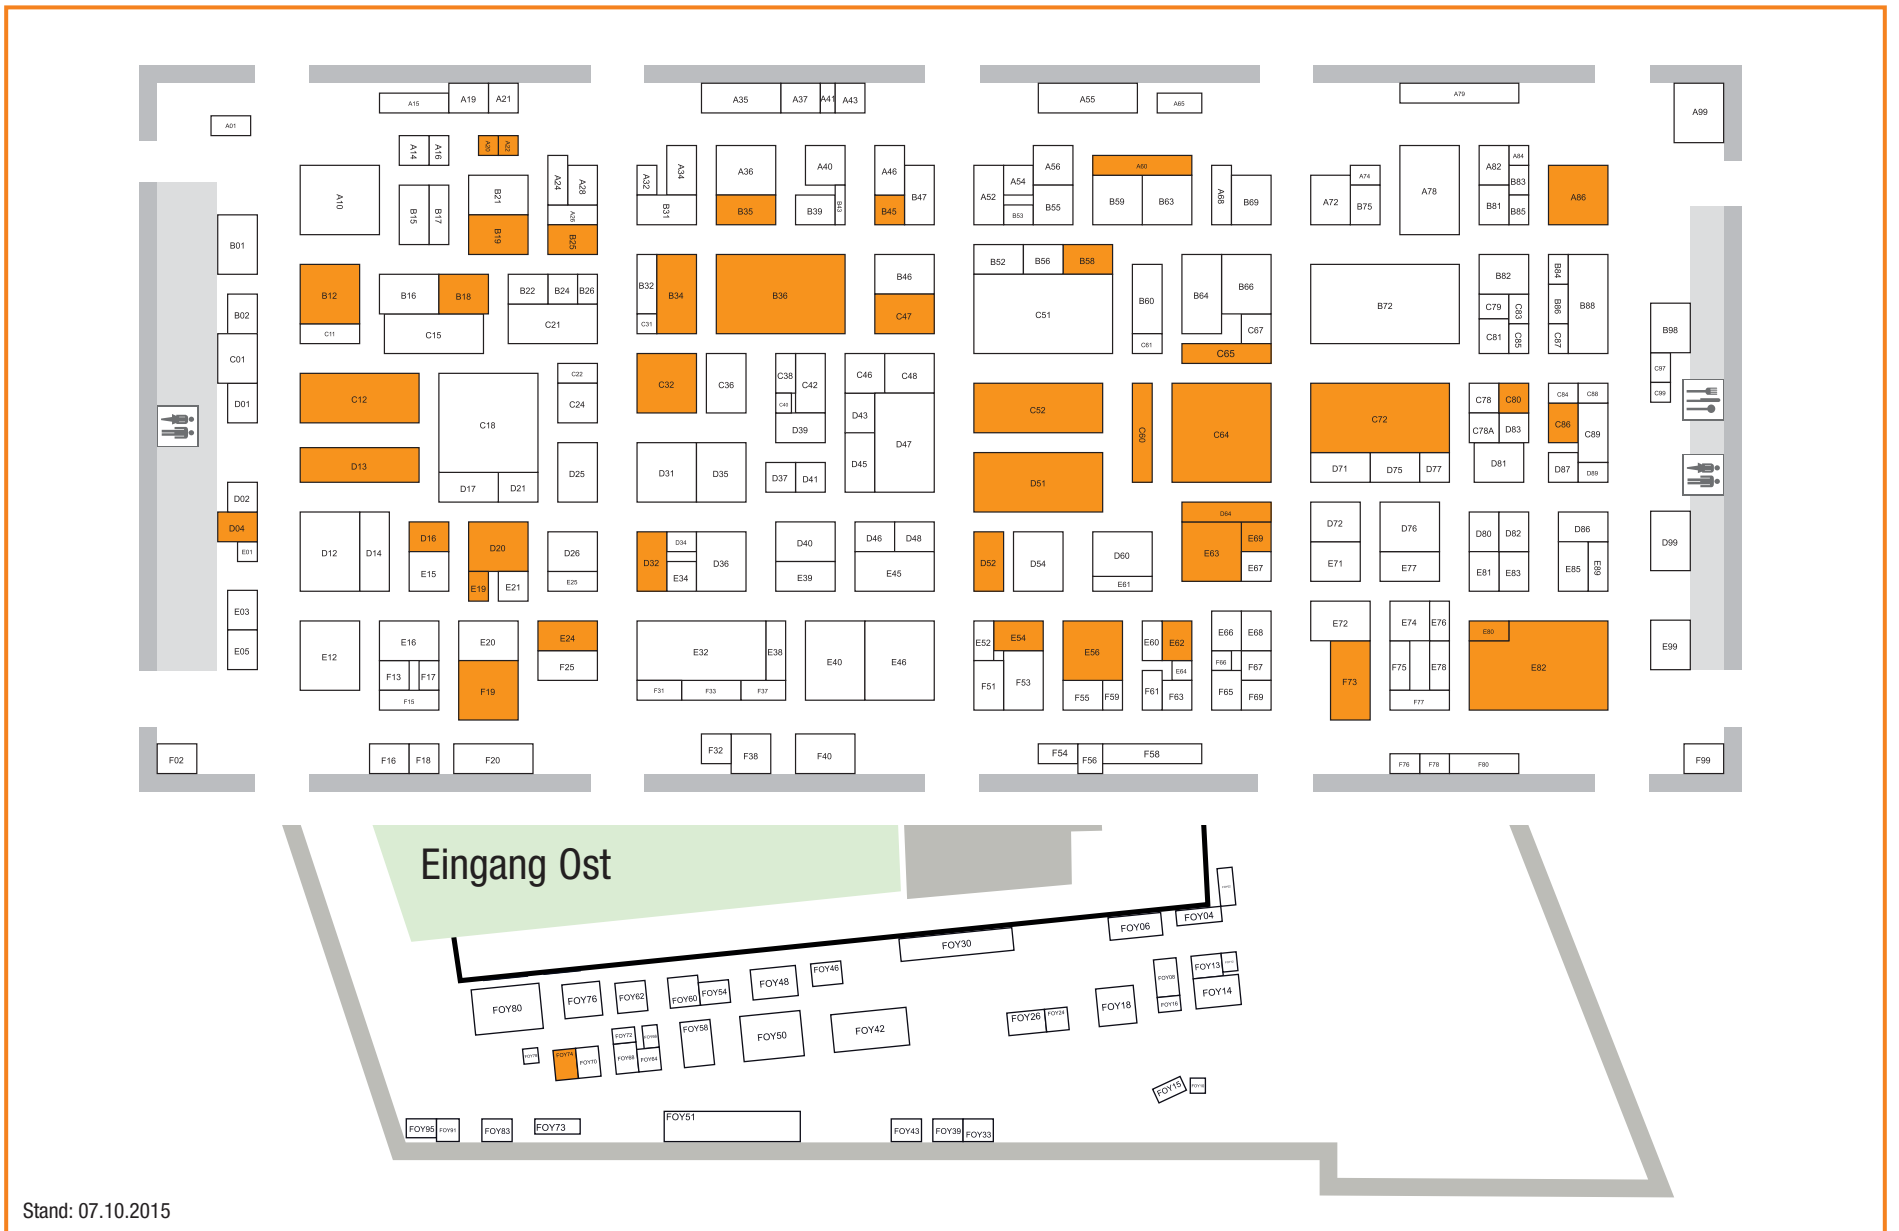 A15 A19 A21 A35 A37 A41 A43 A55 A65 A79 A99
A01
A14 A16 A20 A22 A24 A28 A32 A34 A36 A40 A46 A54 A56 A60 A68 A74 A82 A84
A10 B15 B17 B21 A26 B31 B35 B39 B43 B45 B47 A52 B53 B55 B59 B63 B69 A72 B75 A78 B81 B83 B85 A86
B01 B19 B25
B12 B16 B18 B22 B24 B26 B32 B34 B36 B46 B52 B56 B58 B60 B64 B66 B72 B82 B84 B86 B88
B02 C11 C15 C21 C31 C47 C51 C61 C67 C79 C83 C81 C85 C87 B98
C01 C65 C97
D01 C12 C18 C22 C24 C32 C36 C38 C40 C42 C46 C48 C52 C60 C64 C72 C78 C80 C84 C88 C99
D39 D43 C78A D83 C86 C89
D13 D17 D21 D25 D31 D35 D37 D41 D45 D47 D51 D71 D75 D77 D81 D87 D89
D02
D04 D12 D14 D16 D20 D26 D32 D34 D36 D40 D46 D48 D52 D54 D60 D64 D72 D76 D80 D82 D86 D99
E01 E15 E19 E21 E25 E34 E39 E45 E61 E63 E69 E67 E71 E77 E81 E83 E85 E89
E03
E05 E12 E16 E20 E24 E32 E38 E40 E46 E52 E54 E56 E60 E62 E66 E68 E72 E74 E76 E80 E82 E99
F13 F17 F15 F19 F25 F31 F33 F37 F51 F53 F55 F59 F61 E64 F63 F66 F67 F65 F69 F73 F75 E78 F77
F02 F16 F18 F20 F32 F38 F40 F54 F56 F58 F76 F78 F80 F99
Eingang Ost
FOY30 FOY06 FOY04
FOY80 FOY76 FOY62 FOY60 FOY54 FOY48 FOY46 FOY08 FOY13
FOY14
FOY72 FOY58 FOY50 FOY42 FOY26 FOY24 FOY18 FOY16
FOY74 FOY70 FOY68 FOY64
FOY15
FOY95 FOY91 FOY83 FOY73 FOY51 FOY43 FOY39 FOY33
Stand: 07.10.2015